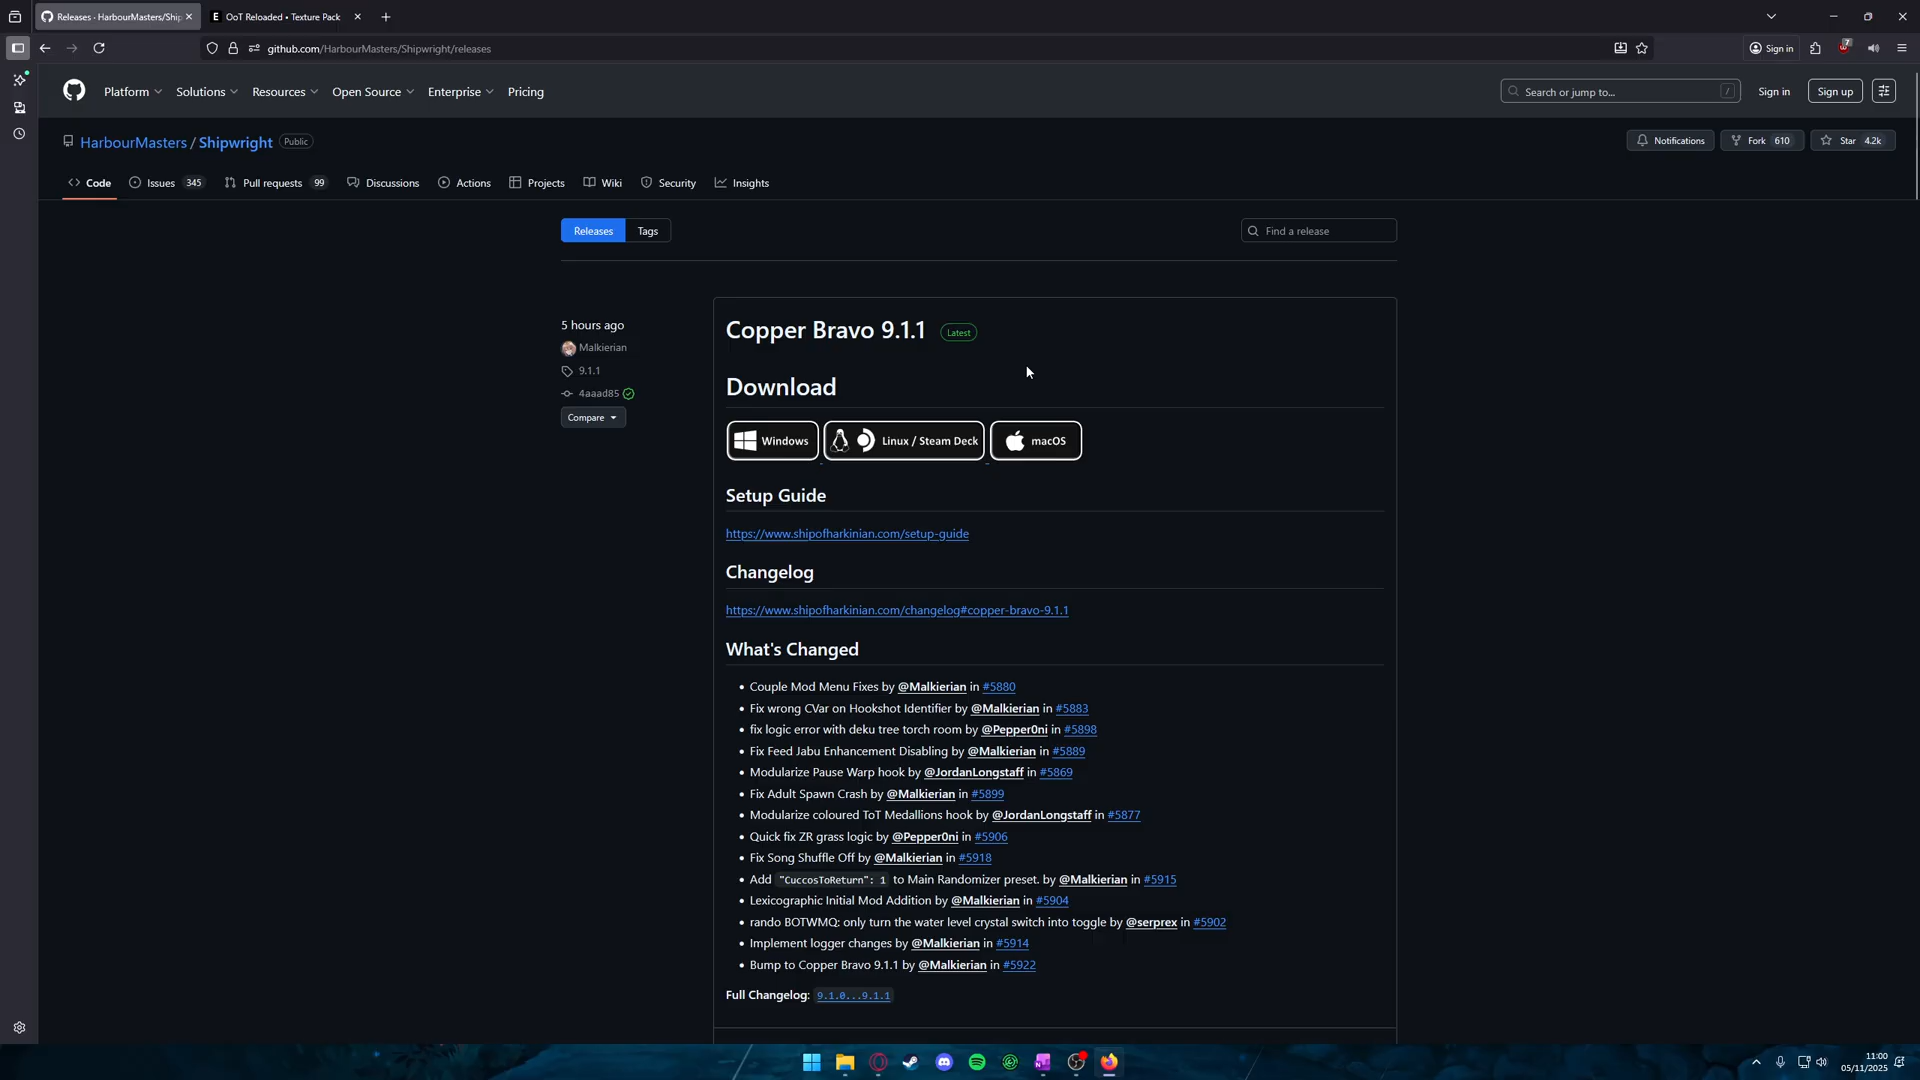 Releases · HarbourMasters/Ship
OoT Reloaded • Texture Pack
github.com/HarbourMasters/Shipwright/releases
Sign in
7
Platform
Solutions
Resources
Open Source
Enterprise
Pricing
Search or jump to...
/
Sign in
Sign up
HarbourMasters / Shipwright
Public
Notifications
Fork 610
Star 4.2k
Code
Issues 345
Pull requests 99
Discussions
Actions
Projects
Wiki
Security
Insights
Releases
Tags
Find a release
5 hours ago
Malkierian
9.1.1
4aaad85
Compare
Copper Bravo 9.1.1 Latest
Download
Windows
Linux / Steam Deck
macOS
Setup Guide
https://www.shipofharkinian.com/setup-guide
Changelog
https://www.shipofharkinian.com/changelog#copper-bravo-9.1.1
What's Changed
• Couple Mod Menu Fixes by @Malkierian in #5880
• Fix wrong CVar on Hookshot Identifier by @Malkierian in #5883
• fix logic error with deku tree torch room by @Pepper0ni in #5898
• Fix Feed Jabu Enhancement Disabling by @Malkierian in #5889
• Modularize Pause Warp hook by @JordanLongstaff in #5869
• Fix Adult Spawn Crash by @Malkierian in #5899
• Modularize coloured ToT Medallions hook by @JordanLongstaff in #5877
• Quick fix ZR grass logic by @Pepper0ni in #5906
• Fix Song Shuffle Off by @Malkierian in #5918
• Add "CuccosToReturn": 1 to Main Randomizer preset. by @Malkierian in #5915
• Lexicographic Initial Mod Addition by @Malkierian in #5904
• rando BOTWMQ: only turn the water level crystal switch into toggle by @serprex in #5902
• Implement logger changes by @Malkierian in #5914
• Bump to Copper Bravo 9.1.1 by @Malkierian in #5922
Full Changelog: 9.1.0...9.1.1
11:00
05/11/2025